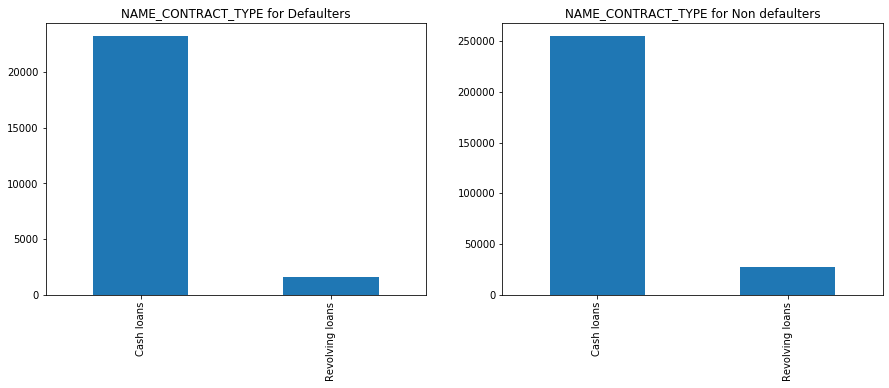 NAME_CONTRACT_TYPE for Defaulters
20000
15000
10000
5000
0
Cash loans
Revolving loans
NAME_CONTRACT_TYPE for Non defaulters
250000
200000
150000
100000
50000
0
Cash loans
Revolving loans